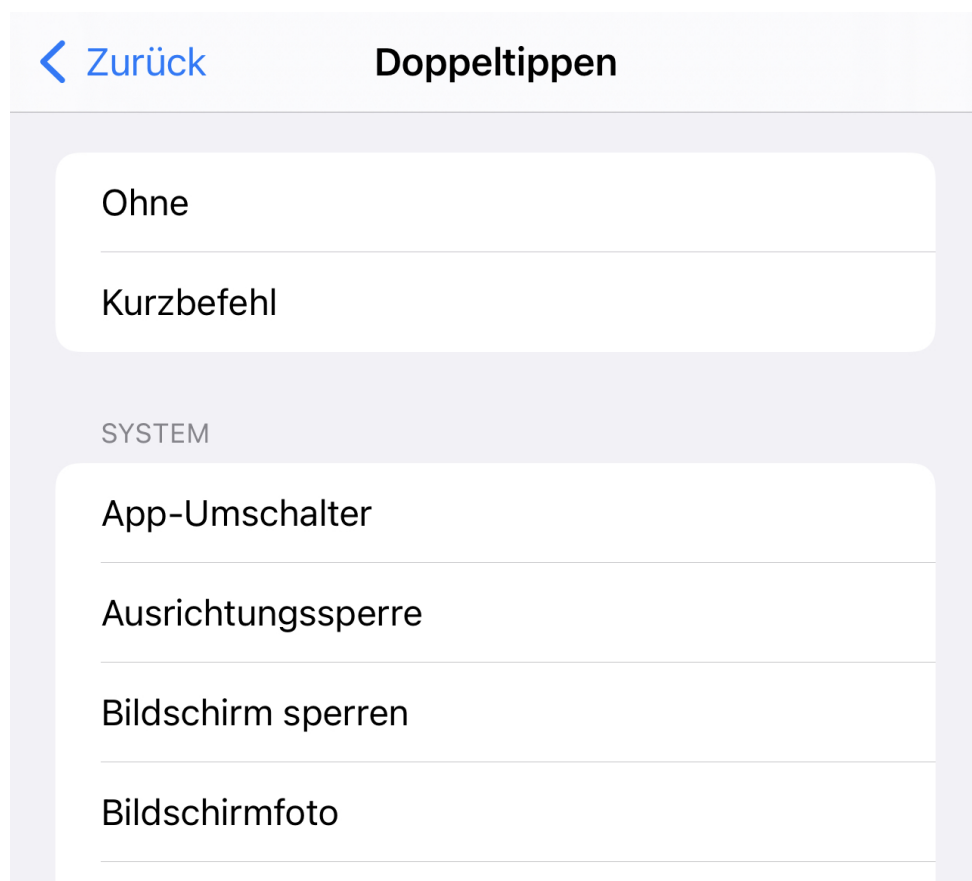 Zurück
Doppeltippen
Ohne
Kurzbefehl
SYSTEM
App-Umschalter
Ausrichtungssperre
Bildschirm sperren
Bildschirmfoto